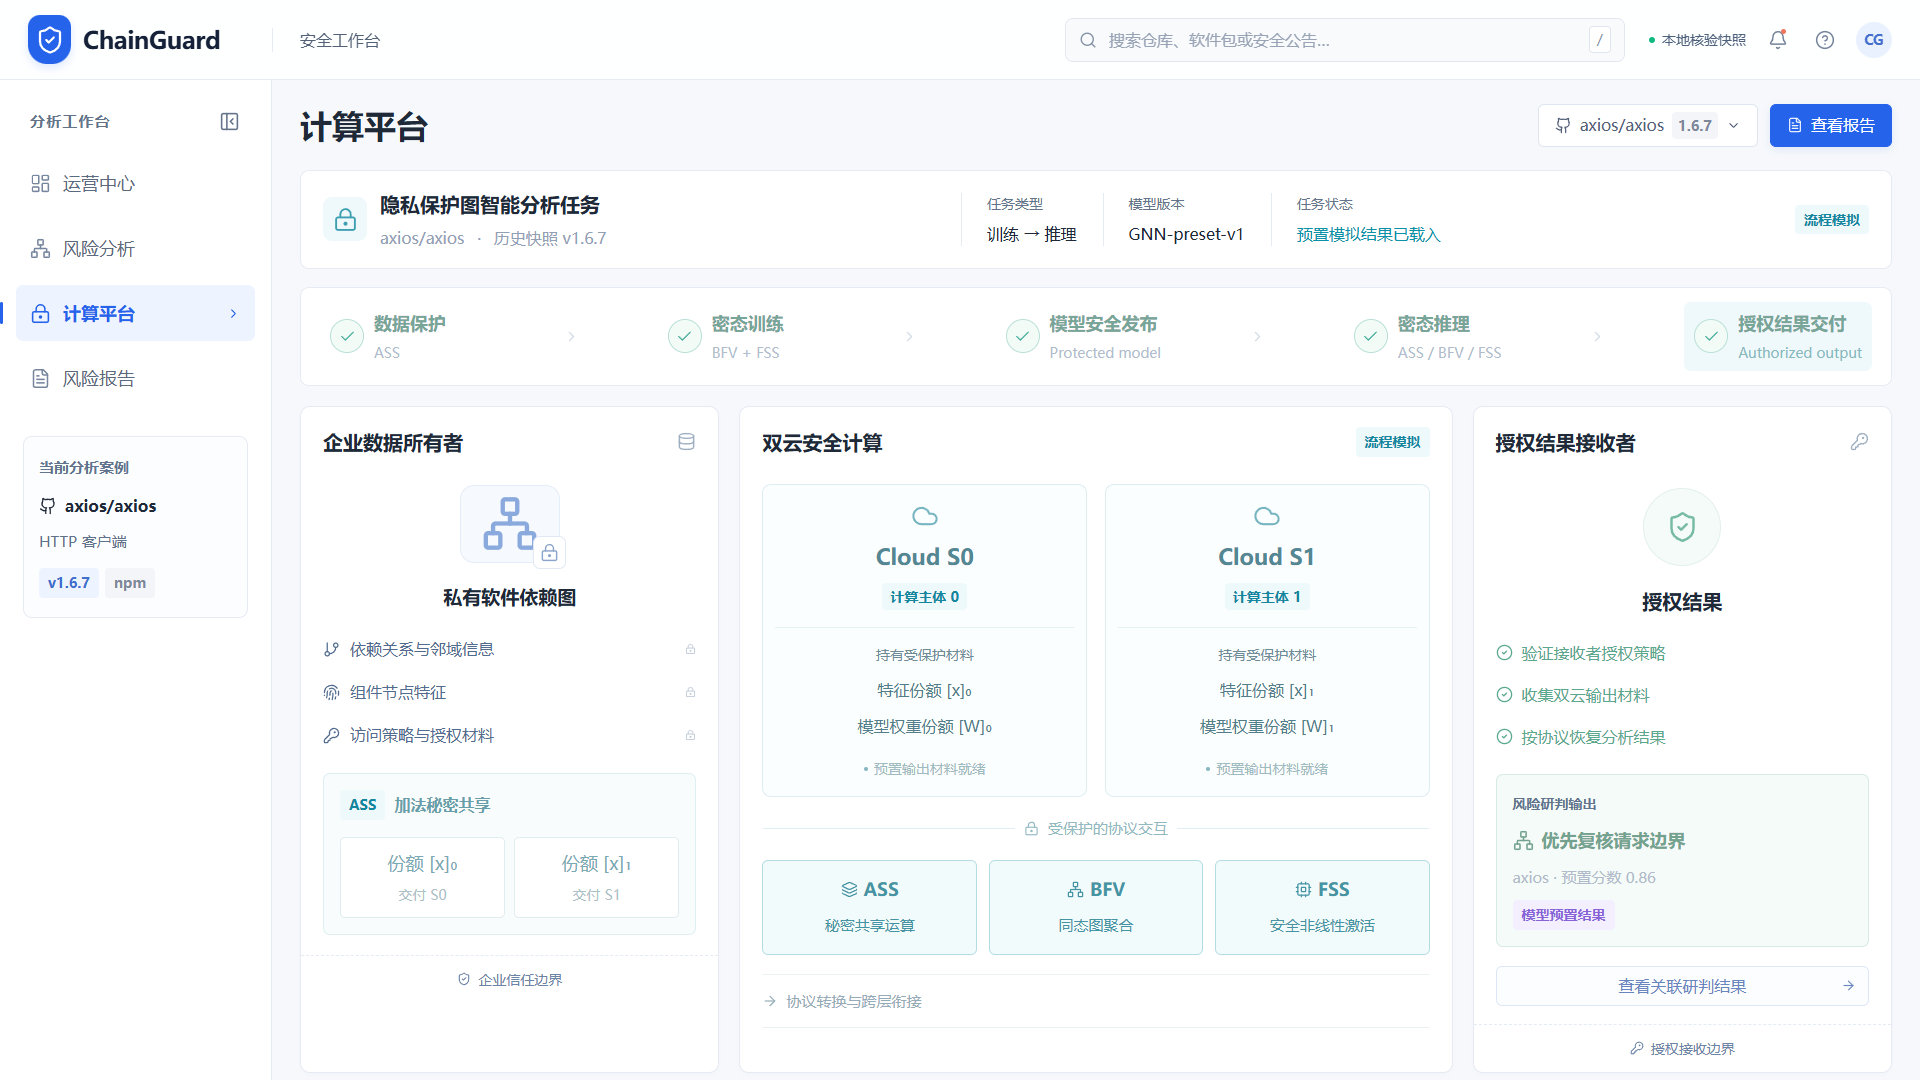 ChainGuard
安全工作台
搜索仓库、软件包或安全公告...
/
本地核验快照
CG
分析工作台
运营中心
风险分析
计算平台
风险报告
当前分析案例
axios/axios
HTTP 客户端
v1.6.7
npm
计算平台
axios/axios 1.6.7
查看报告
隐私保护图智能分析任务
axios/axios · 历史快照 v1.6.7
任务类型
训练 → 推理
模型版本
GNN-preset-v1
任务状态
预置模拟结果已载入
流程模拟
数据保护
ASS
密态训练
BFV + FSS
模型安全发布
Protected model
密态推理
ASS / BFV / FSS
授权结果交付
Authorized output
企业数据所有者
私有软件依赖图
依赖关系与邻域信息
组件节点特征
访问策略与授权材料
ASS 加法秘密共享
份额 [x]₀
交付 S0
份额 [x]₁
交付 S1
企业信任边界
双云安全计算
流程模拟
Cloud S0
计算主体 0
持有受保护材料
特征份额 [x]₀
模型权重份额 [W]₀
• 预置输出材料就绪
Cloud S1
计算主体 1
持有受保护材料
特征份额 [x]₁
模型权重份额 [W]₁
• 预置输出材料就绪
受保护的协议交互
ASS
秘密共享运算
BFV
同态图聚合
FSS
安全非线性激活
协议转换与跨层衔接
授权结果接收者
授权结果
验证接收者授权策略
收集双云输出材料
按协议恢复分析结果
风险研判输出
优先复核请求边界
axios · 预置分数 0.86
模型预置结果
查看关联研判结果
授权接收边界